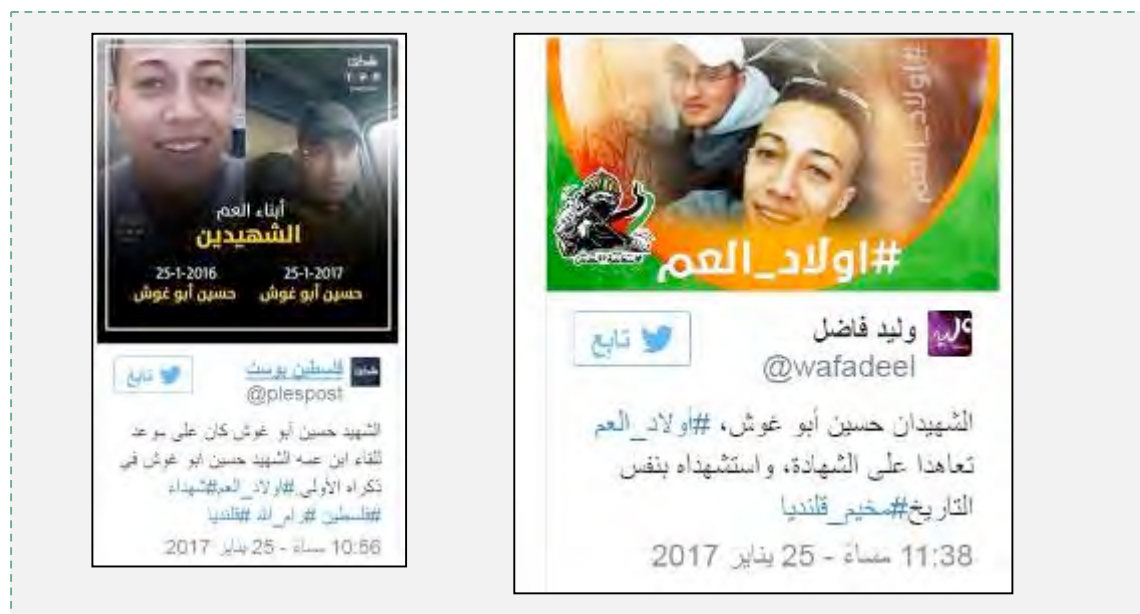 أبناء العم
الشهيدين
25-1-2017
حسين أبو غوش
25-1-2016
حسين أبو غوش
فلسطين بوست
@plespost
تابع
الشهيد حسين أبو غوش كان على موعد
للقاء ابن عمه الشهيد حسين ابو غوش في
ذكراه الأولى #اولاد_العم#شهداء
#فلسطين #رام_الله #قلنديا
10:56 مساءً - 25 يناير 2017
#اولاد_العم
#اولاد_العم
وليد فاضل
@wafadeel
تابع
الشهيدان حسين أبو غوش، #أولاد_العم
تعاهدا على الشهادة، واستشهداه بنفس
التاريخ#مخيم_قلنديا
11:38 مساءً - 25 يناير 2017